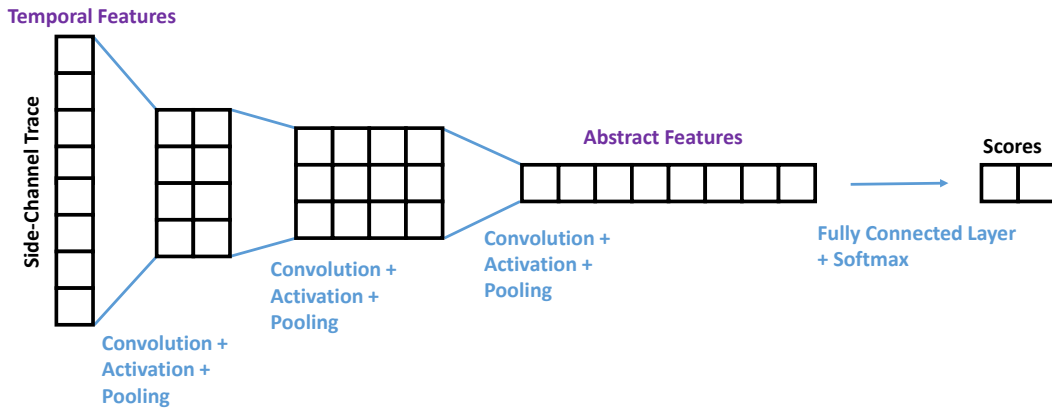 Temporal Features
Side-Channel Trace
Convolution +
Activation +
Pooling
Convolution +
Activation +
Pooling
Abstract Features
Convolution +
Activation +
Pooling
Fully Connected Layer
+ Softmax
Scores